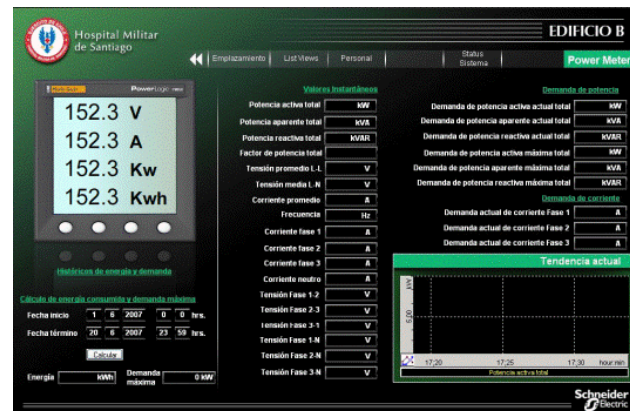 Hospital Militar
de Santiago
EDIFICIO B
Emplazamiento
List Views
Personal
Status
Sistema
Power Meter
PowerLogic
152.3 V
152.3 A
152.3 Kw
152.3 Kwh
Históricos de energía y demanda
Cálculo de energía consumida y demanda máxima
Fecha inicio 1 6 2007 0 0 hrs.
Fecha término 20 6 2007 23 59 hrs.
Calcular
Energía kWh Demanda máxima 0 kW
Valores Instantáneos
Potencia activa total kW
Potencia aparente total kVA
Potencia reactiva total kVAR
Factor de potencia total
Tensión promedio L-L V
Tensión media L-N V
Corriente promedio A
Frecuencia Hz
Corriente fase 1 A
Corriente fase 2 A
Corriente fase 3 A
Corriente neutro A
Tensión Fase 1-2 V
Tensión Fase 2-3 V
Tensión Fase 3-1 V
Tensión Fase 1-N V
Tensión Fase 2-N V
Tensión Fase 3-N V
Demanda de potencia
Demanda de potencia activa actual total kW
Demanda de potencia aparente actual total kVA
Demanda de potencia reactiva actual total kVAR
Demanda de potencia activa máxima total kW
Demanda de potencia aparente máxima total kVA
Demanda de potencia reactiva máxima total kVAR
Demanda de corriente
Demanda actual de corriente Fase 1 A
Demanda actual de corriente Fase 2 A
Demanda actual de corriente Fase 3 A
Tendencia actual
17:20
17:25
17:30
hour:min
Potencia activa total
Schneider
Electric